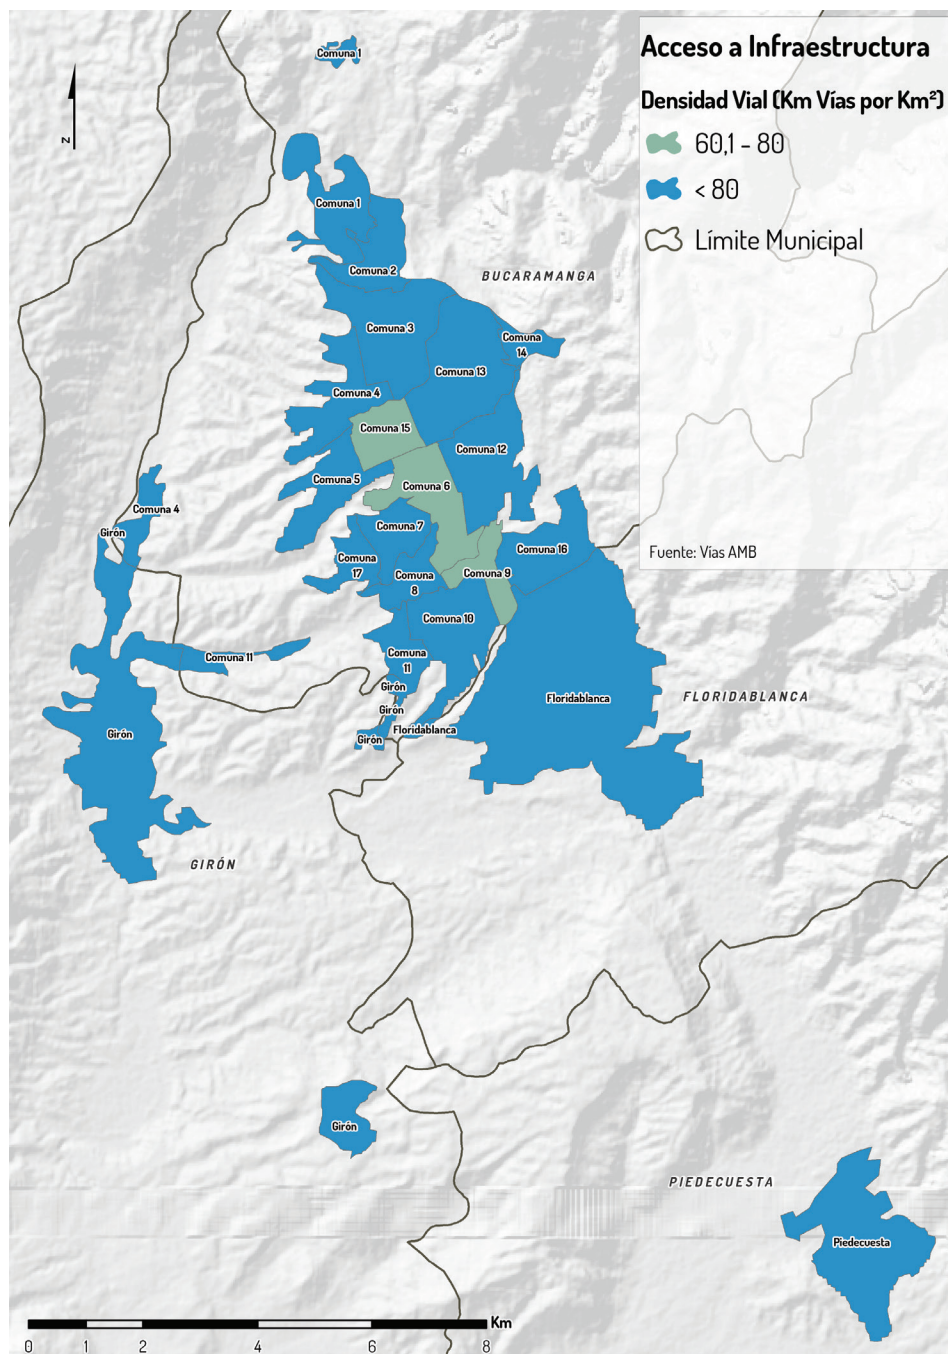 Acceso a Infraestructura
Densidad Vial (Km Vías por Km²)
60,1 - 80
< 80
Límite Municipal
Fuente: Vías AMB
Z
Comuna 1
Comuna 1
Comuna 2
BUCARAMANGA
Comuna 3
Comuna
14
Comuna 13
Comuna 4
Comuna 15
Comuna 12
Comuna 5
Comuna 6
Comuna 4
Girón
Comuna 7
Comuna 16
Comuna
17
Comuna
8
Comuna 9
Comuna 10
Comuna
11
Comuna 11
Girón
Girón
Floridablanca
FLORIDABLANCA
Floridablanca
Girón
Girón
GIRÓN
Girón
PIEDECUESTA
Piedecuesta
Km
0 1 2 4 6 8